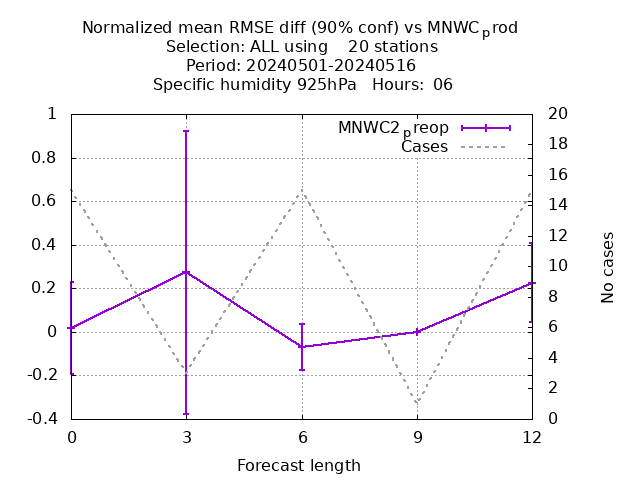 Normalized mean RMSE diff (90% conf) vs MNWC_prod
Selection: ALL using    20 stations
Period: 20240501-20240516
Specific humidity 925hPa   Hours:  06
1 20
18
0.8
16
MNWC2_preop
Cases
0.6
14
0.4
12
10
0.2
8
0
6
4
-0.2
2
-0.4 0
No cases
0 3 6 9 12
Forecast length